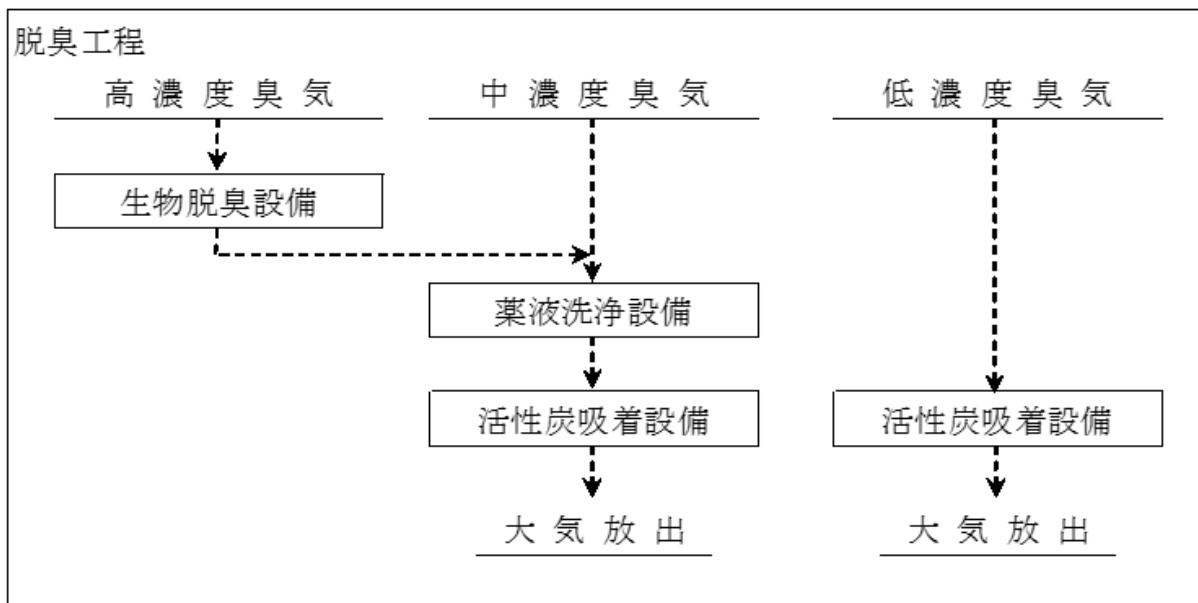 脱臭工程
高濃度臭気
中濃度臭気
低濃度臭気
生物脱臭設備
薬液洗浄設備
活性炭吸着設備
活性炭吸着設備
大気放出
大気放出